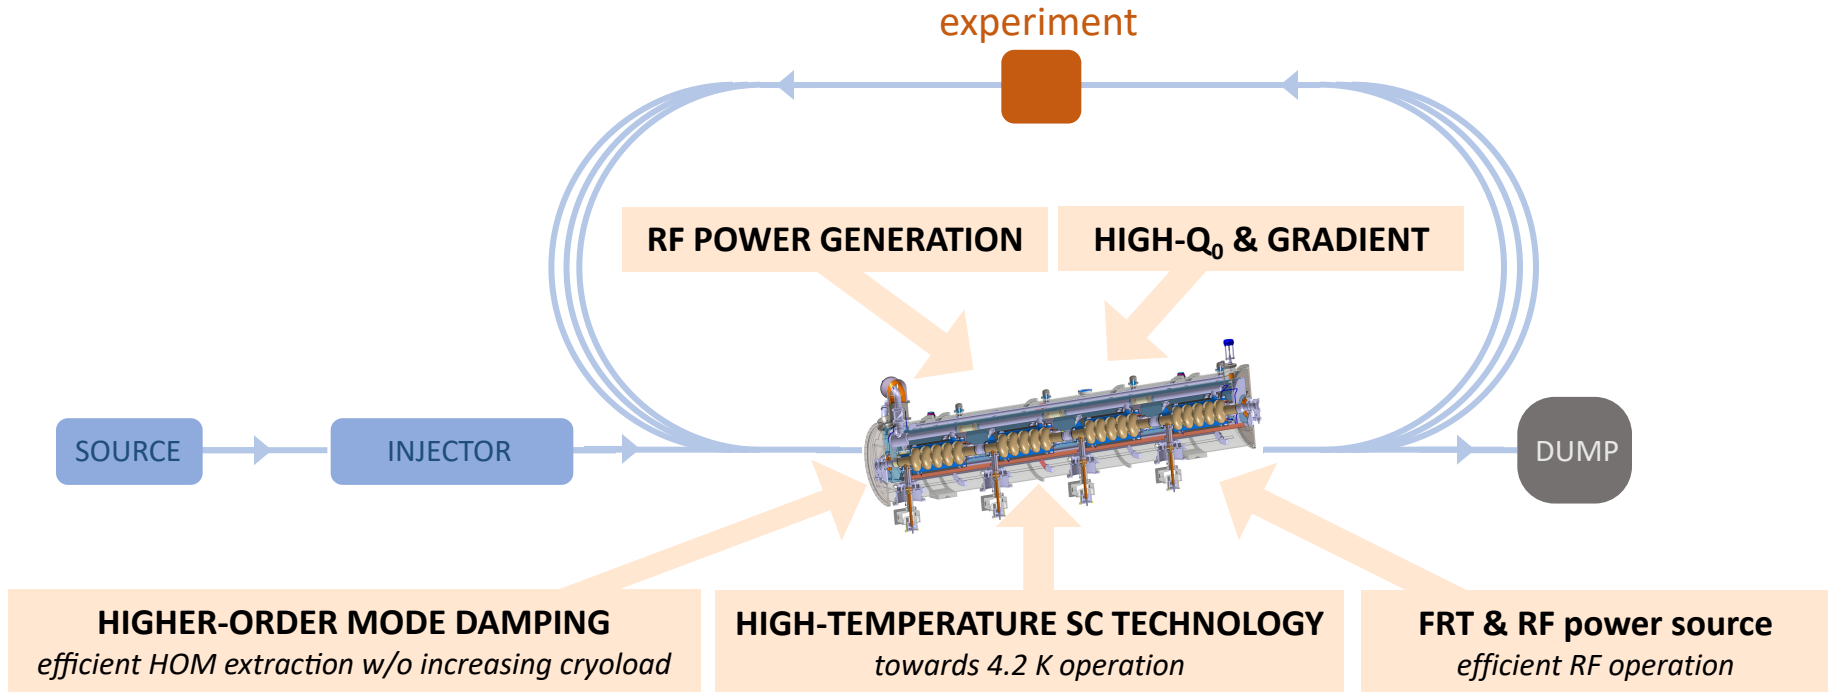 experiment
RF POWER GENERATION
HIGH-Q₀ & GRADIENT
SOURCE
INJECTOR
DUMP
HIGHER-ORDER MODE DAMPING
efficient HOM extraction w/o increasing cryoload
HIGH-TEMPERATURE SC TECHNOLOGY
towards 4.2 K operation
FRT & RF power source
efficient RF operation